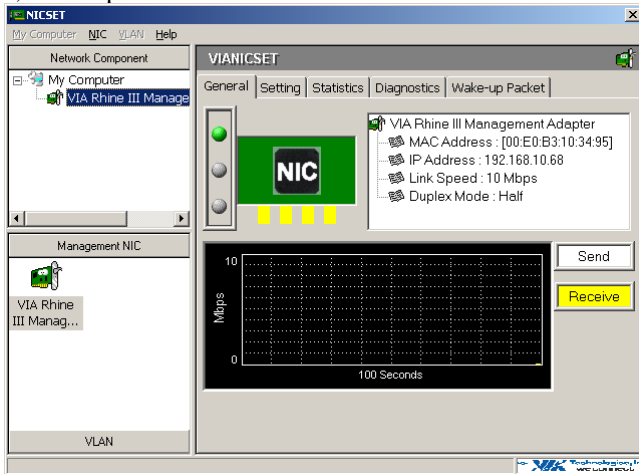 NICSET
My Computer NIC VLAN Help
Network Component
My Computer
VIA Rhine III Manage
Management NIC
VIA Rhine
III Manag...
VLAN
VIANICSET
General Setting Statistics Diagnostics Wake-up Packet
NIC
VIA Rhine III Management Adapter
MAC Address : [00:E0:B3:10:34:95]
IP Address : 192.168.10.68
Link Speed : 10 Mbps
Duplex Mode : Half
10
Mbps
0
100 Seconds
Send
Receive
VIA
we connect